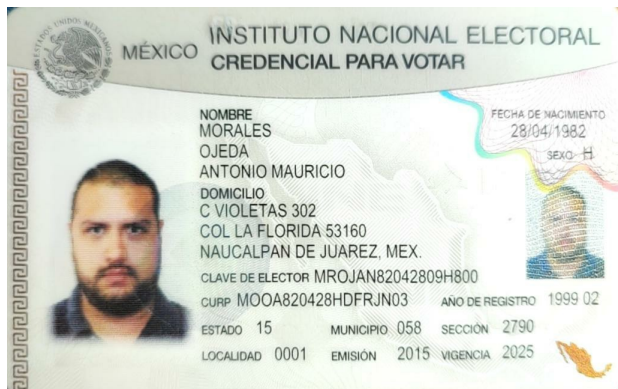 ESTADOS UNIDOS MEXICANOS
MÉXICO INSTITUTO NACIONAL ELECTORAL
CREDENCIAL PARA VOTAR
NOMBRE
MORALES
OJEDA
ANTONIO MAURICIO
FECHA DE NACIMIENTO
28/04/1982
SEXO H
DOMICILIO
C VIOLETAS 302
COL LA FLORIDA 53160
NAUCALPAN DE JUAREZ, MEX.
CLAVE DE ELECTOR MROJAN82042809H800
CURP MOOA820428HDFRJN03 AÑO DE REGISTRO 1999 02
ESTADO 15 MUNICIPIO 058 SECCIÓN 2790
LOCALIDAD 0001 EMISIÓN 2015 VIGENCIA 2025